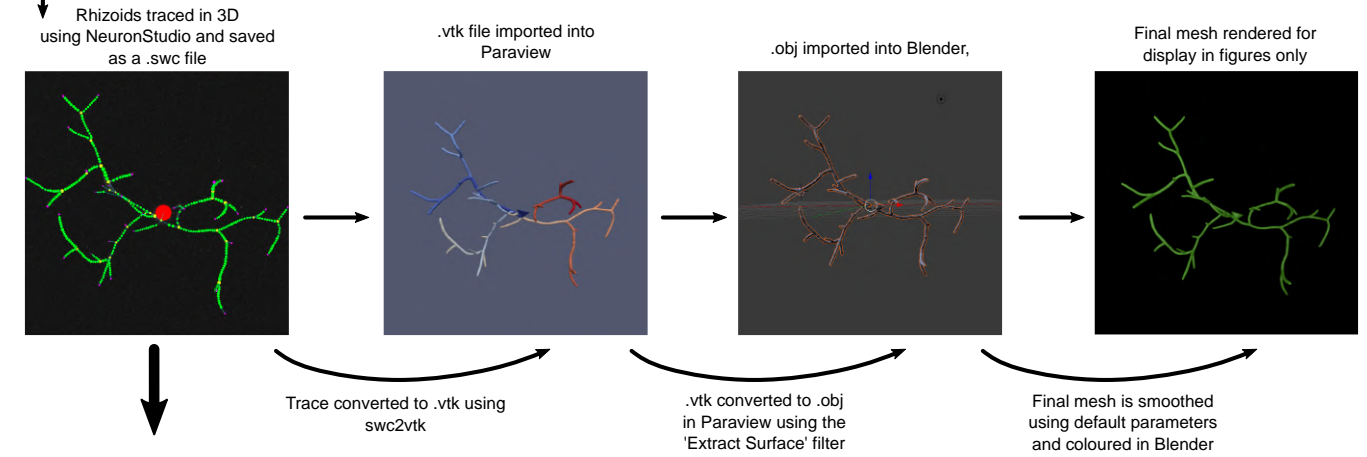 Rhizoids traced in 3D
using NeuronStudio and saved
as a .swc file
.vtk file imported into
Paraview
.obj imported into Blender,
Final mesh rendered for
display in figures only
Trace converted to .vtk using
swc2vtk
.vtk converted to .obj
in Paraview using the
'Extract Surface' filter
Final mesh is smoothed
using default parameters
and coloured in Blender